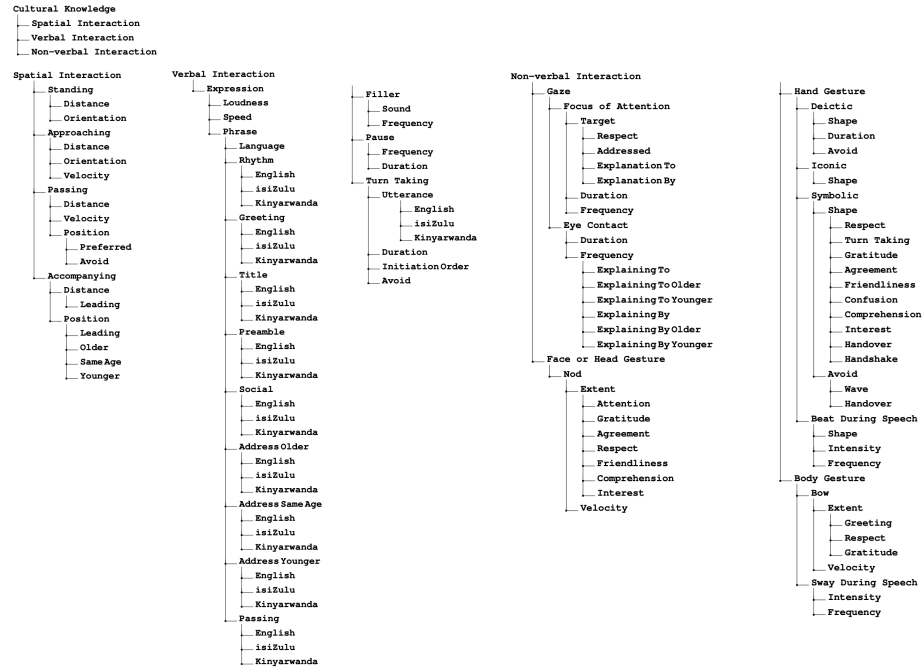 Cultural Knowledge
Spatial Interaction
Verbal Interaction
Non-verbal Interaction
Spatial Interaction
Standing
Distance
Orientation
Approaching
Distance
Orientation
Velocity
Passing
Distance
Velocity
Position
Preferred
Avoid
Accompanying
Distance
Leading
Position
Leading
Older
Same Age
Younger
Verbal Interaction
Expression
Loudness
Speed
Phrase
Language
Rhythm
English
isiZulu
Kinyarwanda
Greeting
English
isiZulu
Kinyarwanda
Title
English
isiZulu
Kinyarwanda
Preamble
English
isiZulu
Kinyarwanda
Social
English
isiZulu
Kinyarwanda
Address Older
English
isiZulu
Kinyarwanda
Address Same Age
English
isiZulu
Kinyarwanda
Address Younger
English
isiZulu
Kinyarwanda
Passing
English
isiZulu
Kinyarwanda
Filler
Sound
Frequency
Pause
Frequency
Duration
Turn Taking
Utterance
English
isiZulu
Kinyarwanda
Duration
Initiation Order
Avoid
Non-verbal Interaction
Gaze
Focus of Attention
Target
Respect
Addressed
Explanation To
Explanation By
Duration
Frequency
Eye Contact
Duration
Frequency
Explaining To
Explaining To Older
Explaining To Younger
Explaining By
Explaining By Older
Explaining By Younger
Face or Head Gesture
Nod
Extent
Attention
Gratitude
Agreement
Respect
Friendliness
Comprehension
Interest
Velocity
Hand Gesture
Deictic
Shape
Duration
Avoid
Iconic
Shape
Symbolic
Shape
Respect
Turn Taking
Gratitude
Agreement
Friendliness
Confusion
Comprehension
Interest
Handover
Handshake
Avoid
Wave
Handover
Beat During Speech
Shape
Intensity
Frequency
Body Gesture
Bow
Extent
Greeting
Respect
Gratitude
Velocity
Sway During Speech
Intensity
Frequency